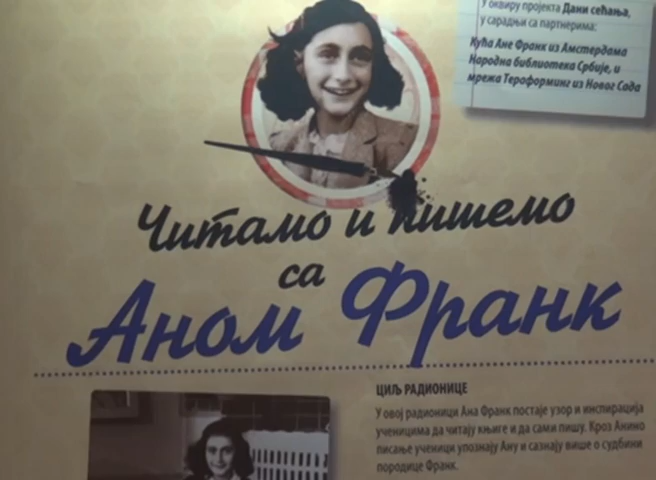 У оквиру пројекта Дани сећања,
у сарадњи са партнерима:
Кућа Ане Франк из Амстердама
Народна библиотека Србије, и
мрежа Тераформинг из Новог Сада
Читамо и пишемо
са
Аном Франк
ЦИЉ РАДИОНИЦЕ
У овој радионици Ана Франк постаје узор и инспирација
ученицима да читају књиге и да сами пишу. Кроз Анино
писање ученици упознају Ану и сазнају више о судбини
породице Франк.